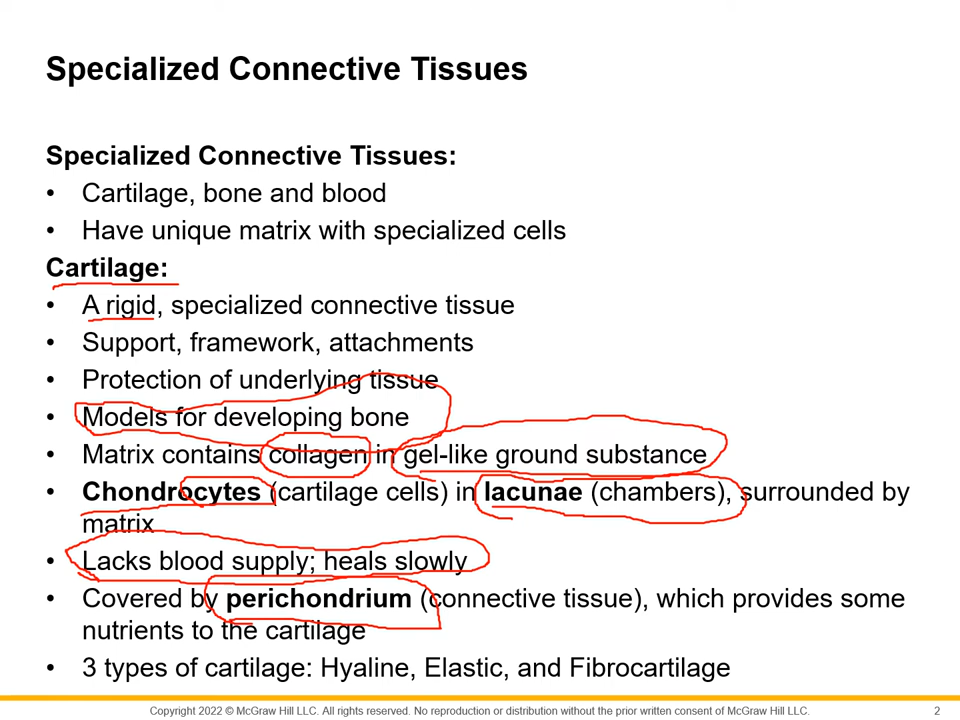 Specialized Connective Tissues
Specialized Connective Tissues:
• Cartilage, bone and blood
• Have unique matrix with specialized cells
Cartilage:
• A rigid, specialized connective tissue
• Support, framework, attachments
• Protection of underlying tissue
• Models for developing bone
• Matrix contains collagen in gel-like ground substance
• Chondrocytes (cartilage cells) in lacunae (chambers), surrounded by
matrix
• Lacks blood supply; heals slowly
• Covered by perichondrium (connective tissue), which provides some
nutrients to the cartilage
• 3 types of cartilage: Hyaline, Elastic, and Fibrocartilage
Copyright 2022 © McGraw Hill LLC. All rights reserved. No reproduction or distribution without the prior written consent of McGraw Hill LLC. 2